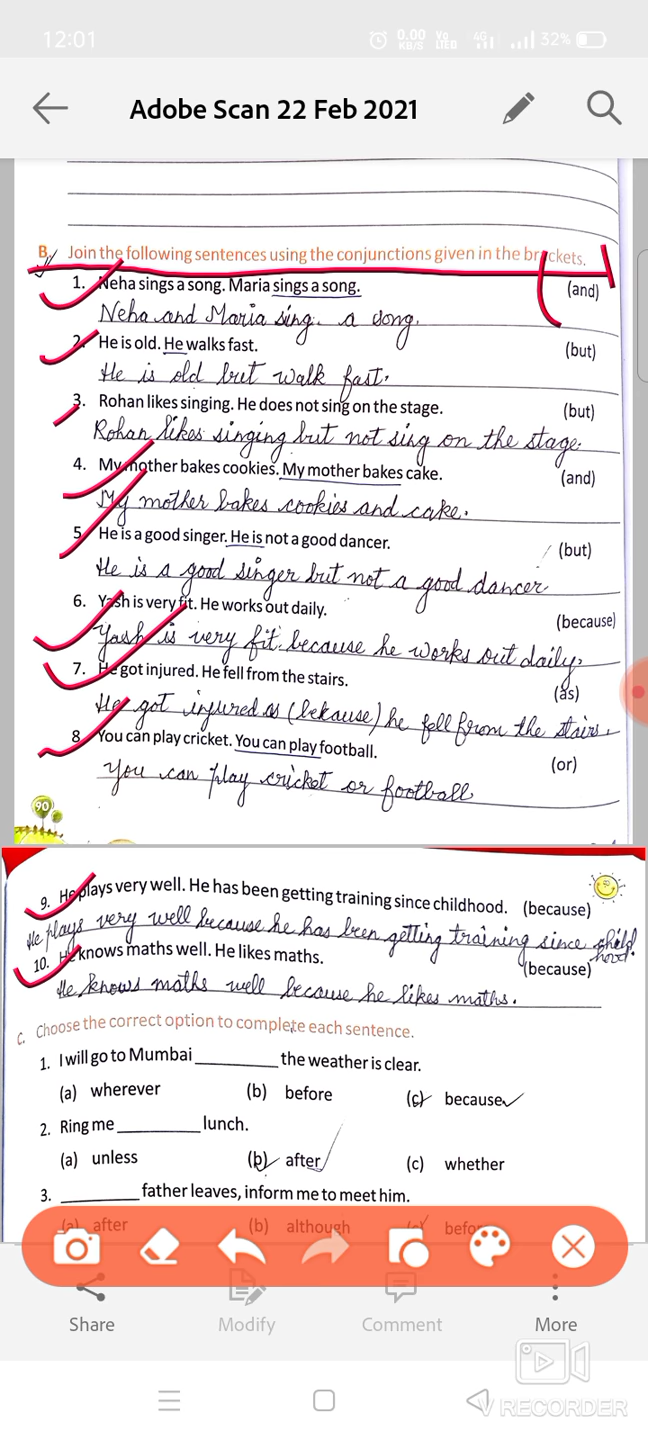 12:01 0.00 KB/S Vo LTE 4G 32%
Adobe Scan 22 Feb 2021
B. Join the following sentences using the conjunctions given in the brackets.
1. Neha sings a song. Maria sings a song. (and)
Neha and Maria sing. a song.
2. He is old. He walks fast. (but)
He is old but walk fast.
3. Rohan likes singing. He does not sing on the stage. (but)
Rohan likes singing but not sing on the stage.
4. My mother bakes cookies. My mother bakes cake. (and)
My mother bakes cookies and cake.
5. He is a good singer. He is not a good dancer. (but)
He is a good singer but not a good dancer
6. Yash is very fit. He works out daily. (because)
Yash is very fit. because he works out daily.
7. He got injured. He fell from the stairs. (as)
He got injured as (bekause) he fell from the stairs.
8 You can play cricket. You can play football. (or)
You can play cricket or football
90
9. He plays very well. He has been getting training since childhood. (because)
He plays very well because he has been getting training since childhood.
10. He knows maths well. He likes maths. (because)
He knows maths well because he likes maths.
C. Choose the correct option to complete each sentence.
1. I will go to Mumbai __________ the weather is clear.
(a) wherever (b) before (c) because
2. Ring me __________ lunch.
(a) unless (b) after (c) whether
3. __________ father leaves, inform me to meet him.
(a) after (b) although (c) before
Share Modify Comment More
RECORDER